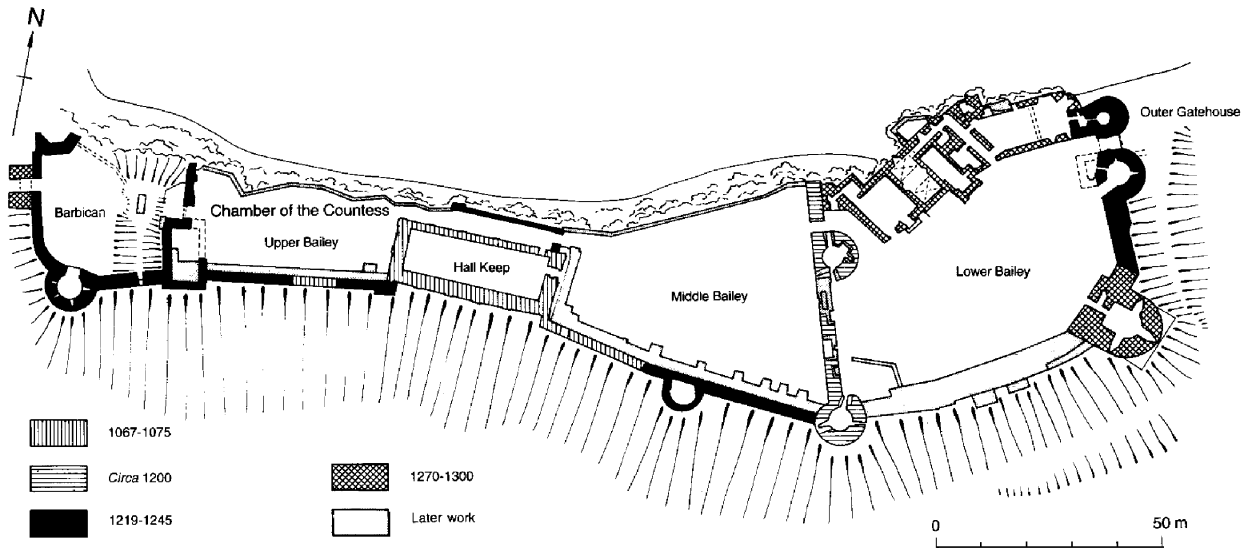 N
Outer Gatehouse
Barbican
Chamber of the Countess
Upper Bailey
Hall Keep
Middle Bailey
Lower Bailey
1067-1075
Circa 1200
1219-1245
1270-1300
Later work
0
50 m